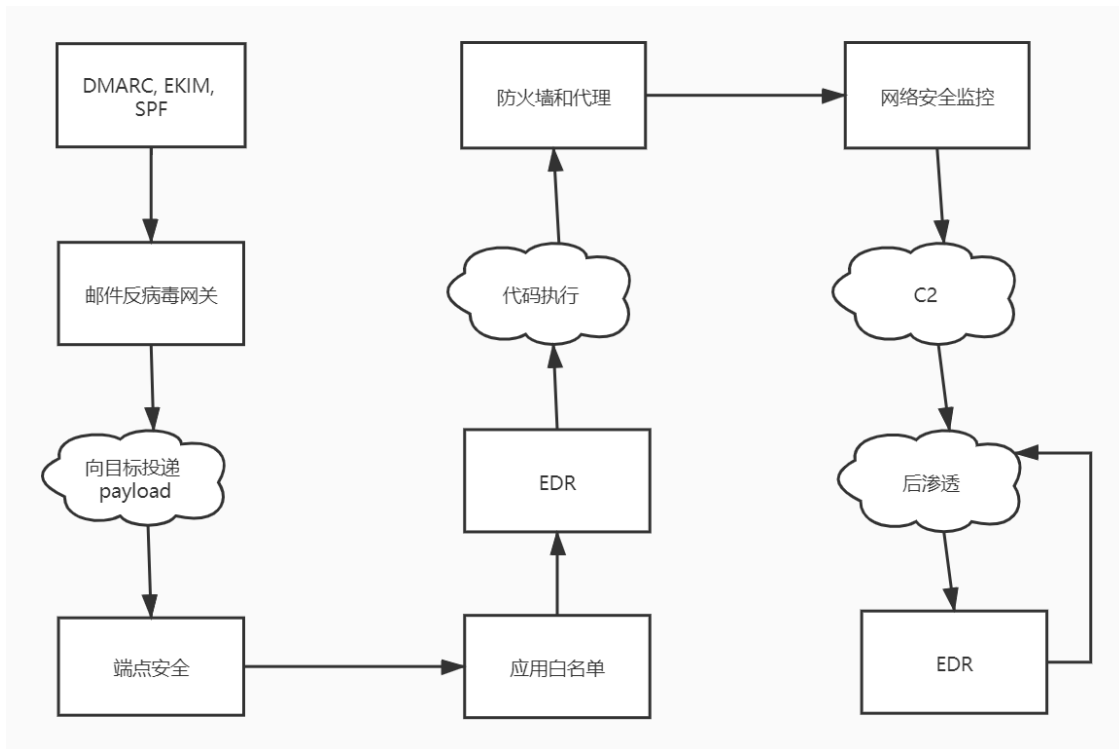 DMARC, EKIM,
SPF
邮件反病毒网关
向目标投递
payload
端点安全
应用白名单
EDR
代码执行
防火墙和代理
网络安全监控
C2
后渗透
EDR